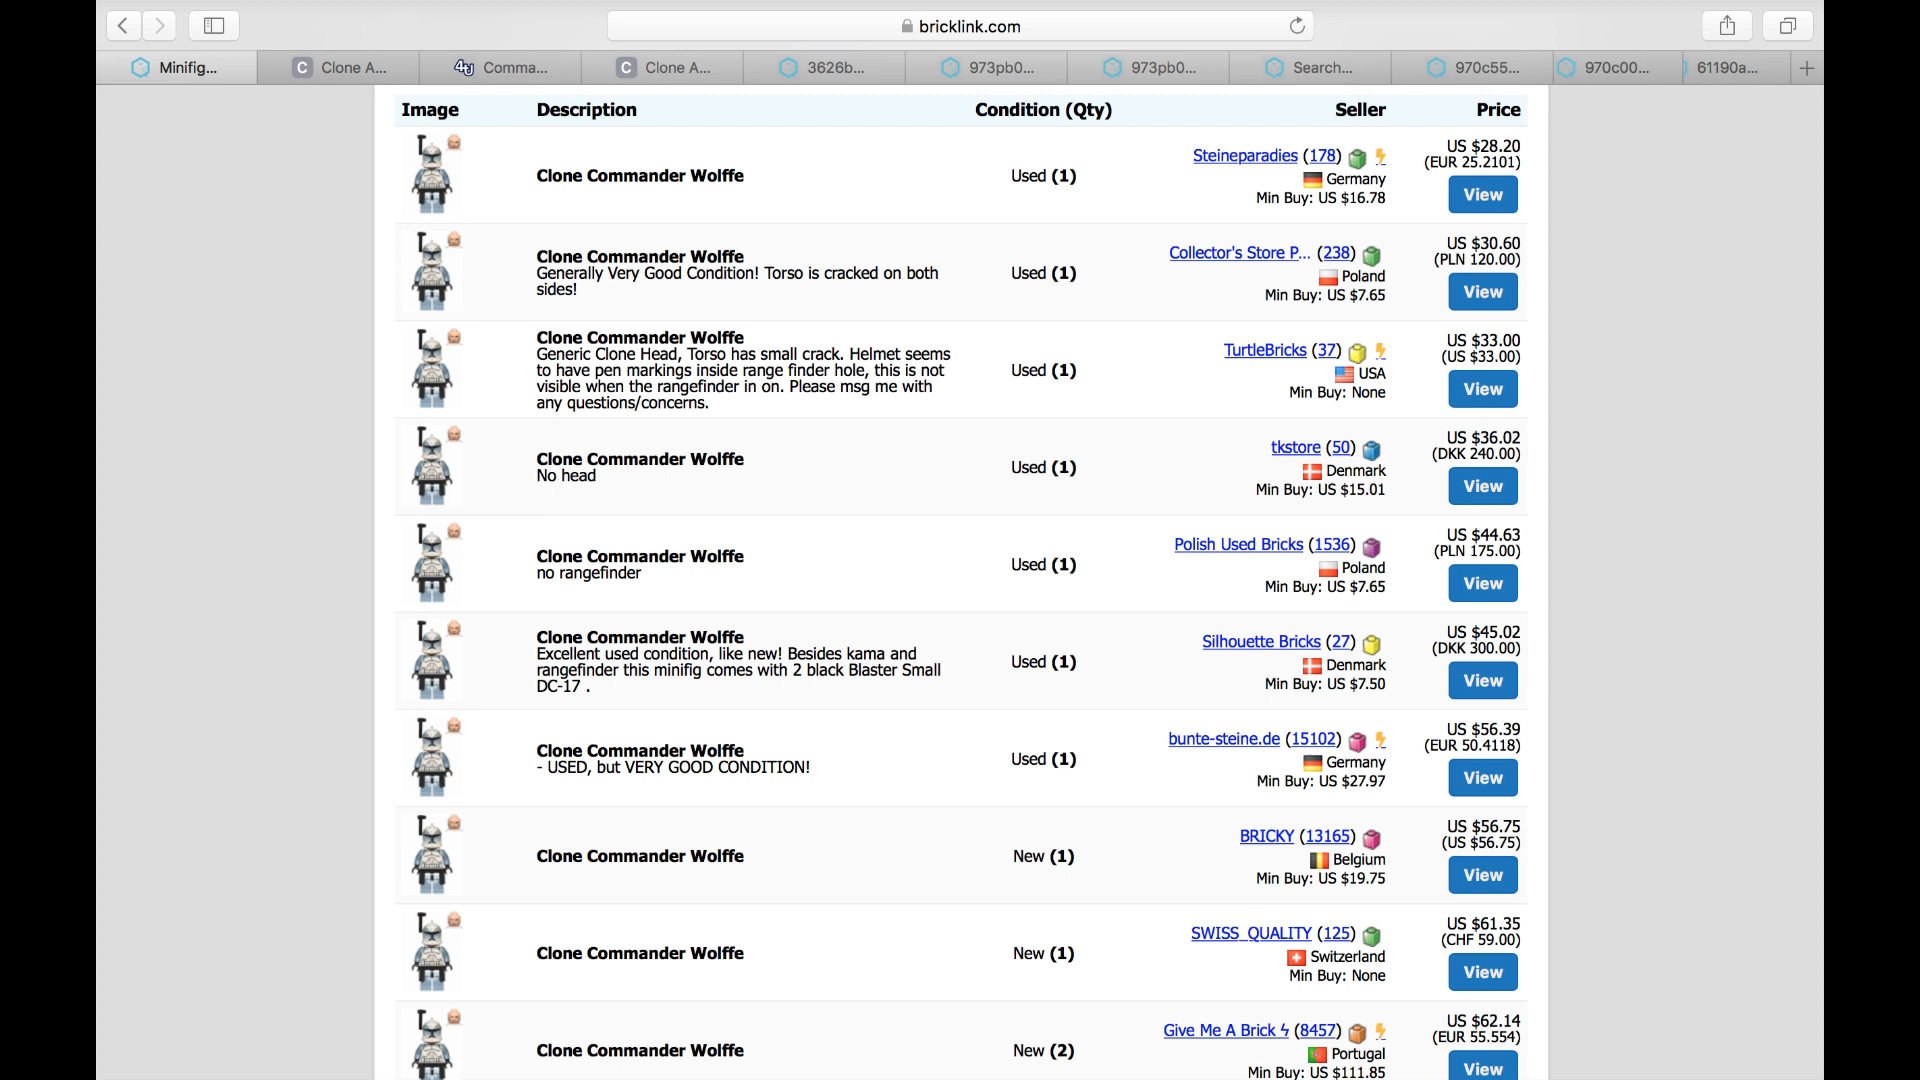 bricklink.com
Minifig...
Clone A...
Comma...
Clone A...
3626b...
973pb0...
973pb0...
Search...
970c55...
970c00...
61190a...
Image Description Condition (Qty) Seller Price
Clone Commander Wolffe
Used (1)
Steineparadies (178)
Germany
Min Buy: US $16.78
US $28.20
(EUR 25.2101)
View
Clone Commander Wolffe
Generally Very Good Condition! Torso is cracked on both
sides!
Used (1)
Collector's Store P... (238)
Poland
Min Buy: US $7.65
US $30.60
(PLN 120.00)
View
Clone Commander Wolffe
Generic Clone Head, Torso has small crack. Helmet seems
to have pen markings inside range finder hole, this is not
visible when the rangefinder in on. Please msg me with
any questions/concerns.
Used (1)
TurtleBricks (37)
USA
Min Buy: None
US $33.00
(US $33.00)
View
Clone Commander Wolffe
No head
Used (1)
tkstore (50)
Denmark
Min Buy: US $15.01
US $36.02
(DKK 240.00)
View
Clone Commander Wolffe
no rangefinder
Used (1)
Polish Used Bricks (1536)
Poland
Min Buy: US $7.65
US $44.63
(PLN 175.00)
View
Clone Commander Wolffe
Excellent used condition, like new! Besides kama and
rangefinder this minifig comes with 2 black Blaster Small
DC-17 .
Used (1)
Silhouette Bricks (27)
Denmark
Min Buy: US $7.50
US $45.02
(DKK 300.00)
View
Clone Commander Wolffe
- USED, but VERY GOOD CONDITION!
Used (1)
bunte-steine.de (15102)
Germany
Min Buy: US $27.97
US $56.39
(EUR 50.4118)
View
Clone Commander Wolffe
New (1)
BRICKY (13165)
Belgium
Min Buy: US $19.75
US $56.75
(US $56.75)
View
Clone Commander Wolffe
New (1)
SWISS_QUALITY (125)
Switzerland
Min Buy: None
US $61.35
(CHF 59.00)
View
Clone Commander Wolffe
New (2)
Give Me A Brick ϟ (8457)
Portugal
Min Buy: US $111.85
US $62.14
(EUR 55.554)
View